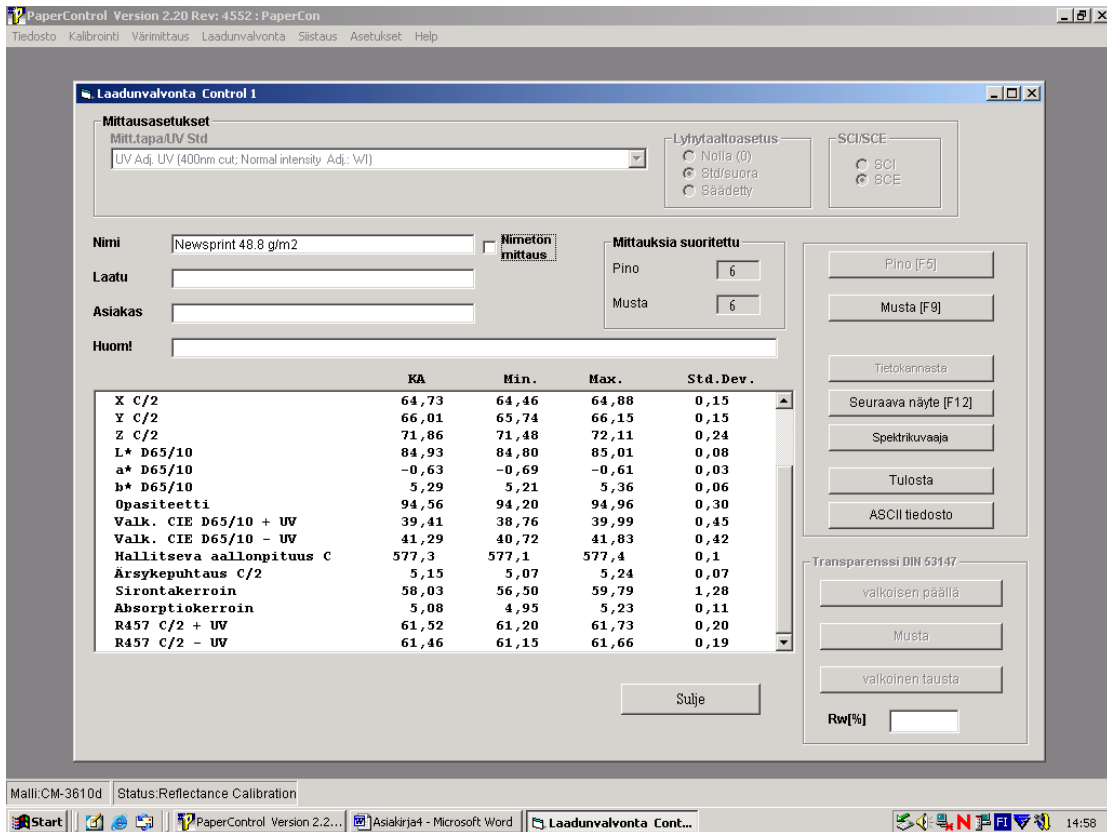 PaperControl Version 2.20 Rev: 4552 : PaperCon
Tiedosto Kalibrointi Värimittaus Laadunvalvonta Siistaus Asetukset Help
Laadunvalvonta Control 1
Mittausasetukset
Mitt.tapa/UV Std
UV Adj. UV (400nm cut; Normal intensity Adj.: WI)
Lyhytaaltoasetus
Nolla (0)
Std/suora
Säädetty
SCI/SCE
SCI
SCE
Nimi Newsprint 48.8 g/m2
Nimetön
mittaus
Laatu
Asiakas
Huom!
Mittauksia suoritettu
Pino 6
Musta 6
Pino [F5]
Musta [F9]
Tietokannasta
Seuraava näyte [F12]
Spektrikuvaaja
Tulosta
ASCII tiedosto
KA Min. Max. Std.Dev.
X C/2 64,73 64,46 64,88 0,15
Y C/2 66,01 65,74 66,15 0,15
Z C/2 71,86 71,48 72,11 0,24
L* D65/10 84,93 84,80 85,01 0,08
a* D65/10 -0,63 -0,69 -0,61 0,03
b* D65/10 5,29 5,21 5,36 0,06
Opasiteetti 94,56 94,20 94,96 0,30
Valk. CIE D65/10 + UV 39,41 38,76 39,99 0,45
Valk. CIE D65/10 - UV 41,29 40,72 41,83 0,42
Hallitseva aallonpituus C 577,3 577,1 577,4 0,1
Ärsykepuhtaus C/2 5,15 5,07 5,24 0,07
Sirontakerroin 58,03 56,50 59,79 1,28
Absorptiokerroin 5,08 4,95 5,23 0,11
R457 C/2 + UV 61,52 61,20 61,73 0,20
R457 C/2 - UV 61,46 61,15 61,66 0,19
Transparenssi DIN 53147
valkoisen päällä
Musta
valkoinen tausta
Rw[%]
Sulje
Malli:CM-3610d Status:Reflectance Calibration
Start PaperControl Version 2.2... Asiakirja4 - Microsoft Word Laadunvalvonta Cont... N FI 14:58